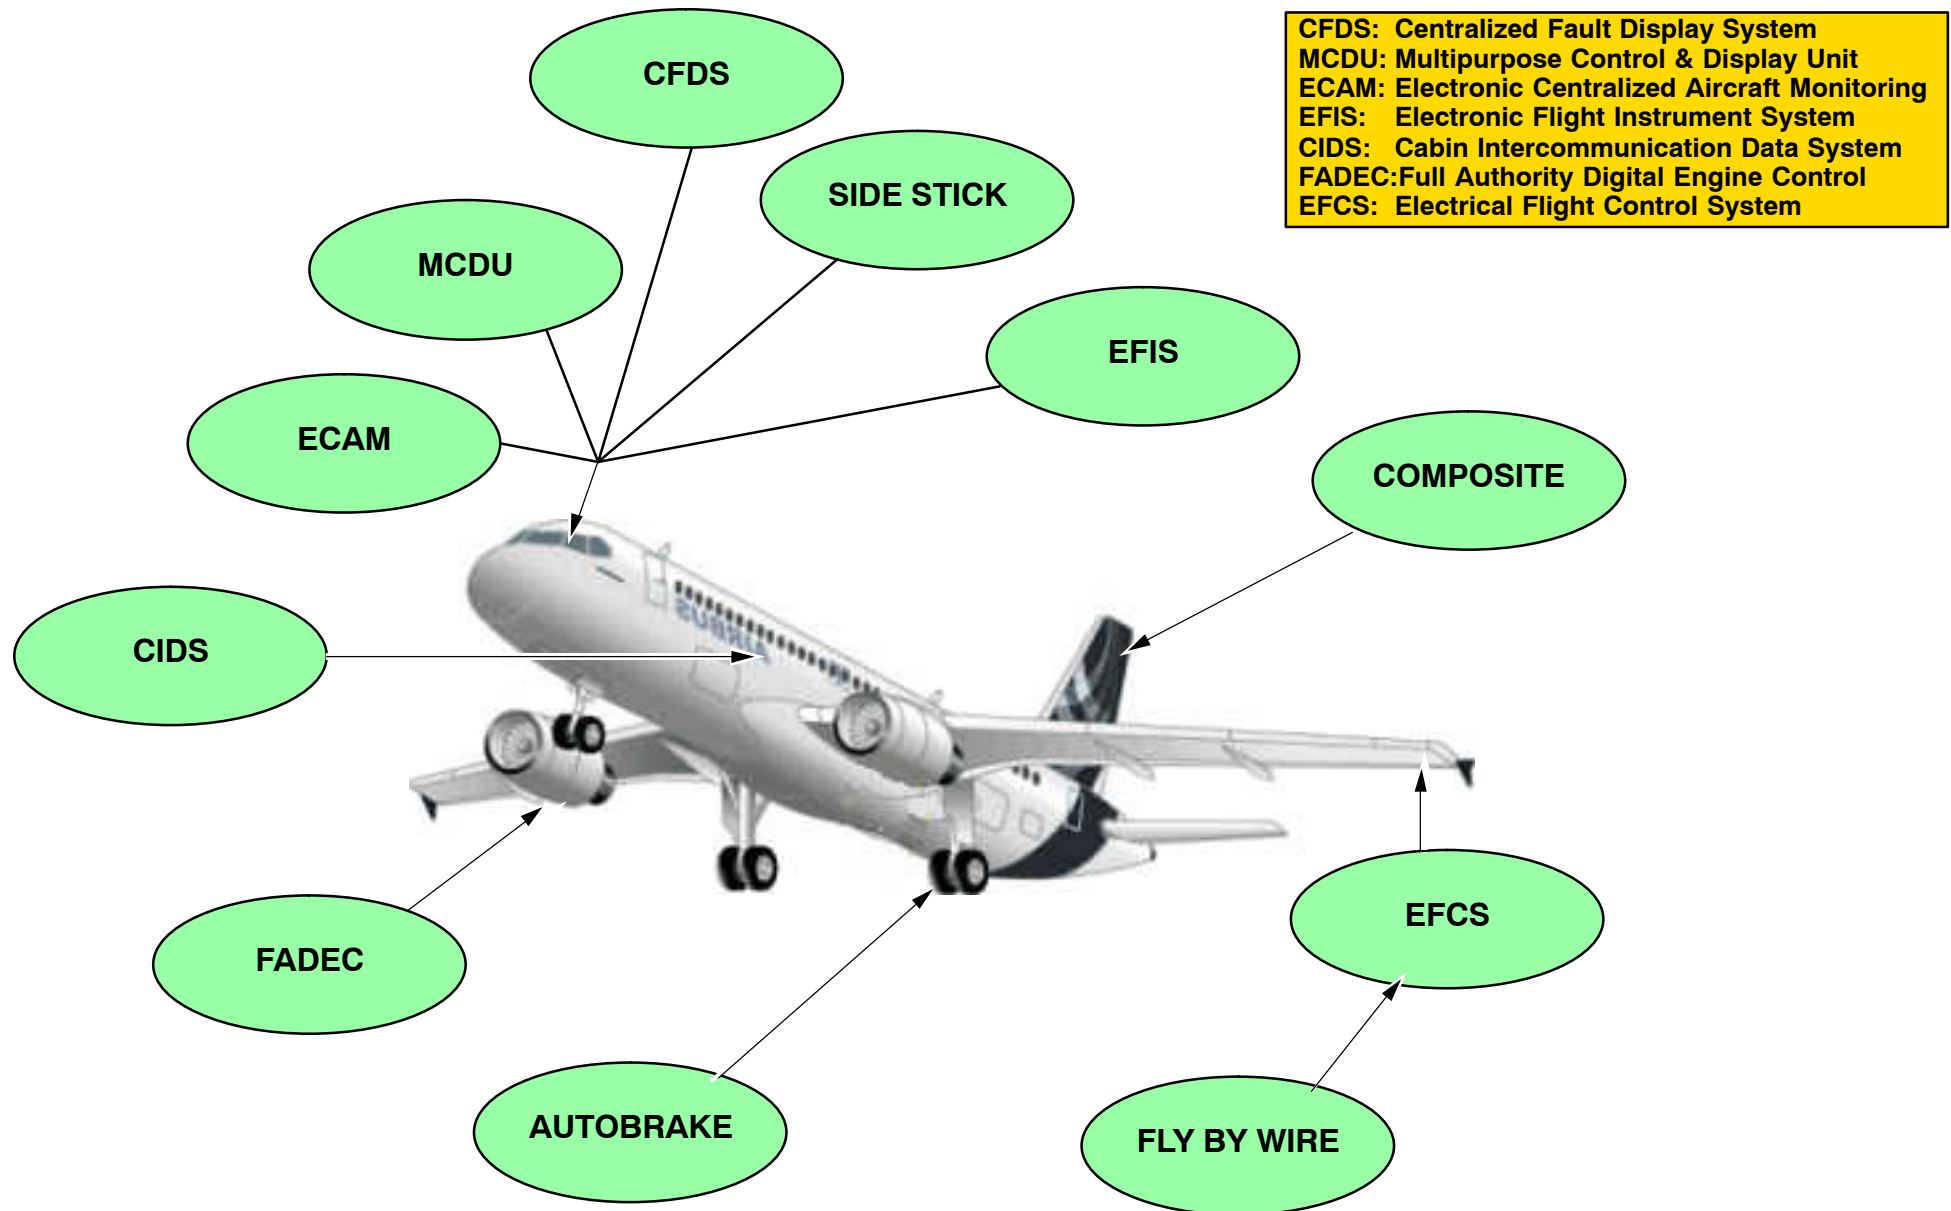 CFDS
CFDS: Centralized Fault Display System
MCDU: Multipurpose Control & Display Unit
ECAM: Electronic Centralized Aircraft Monitoring
EFIS: Electronic Flight Instrument System
CIDS: Cabin Intercommunication Data System
FADEC:Full Authority Digital Engine Control
EFCS: Electrical Flight Control System
SIDE STICK
MCDU
EFIS
ECAM
COMPOSITE
CIDS
AIRBUS
EFCS
FADEC
AUTOBRAKE
FLY BY WIRE